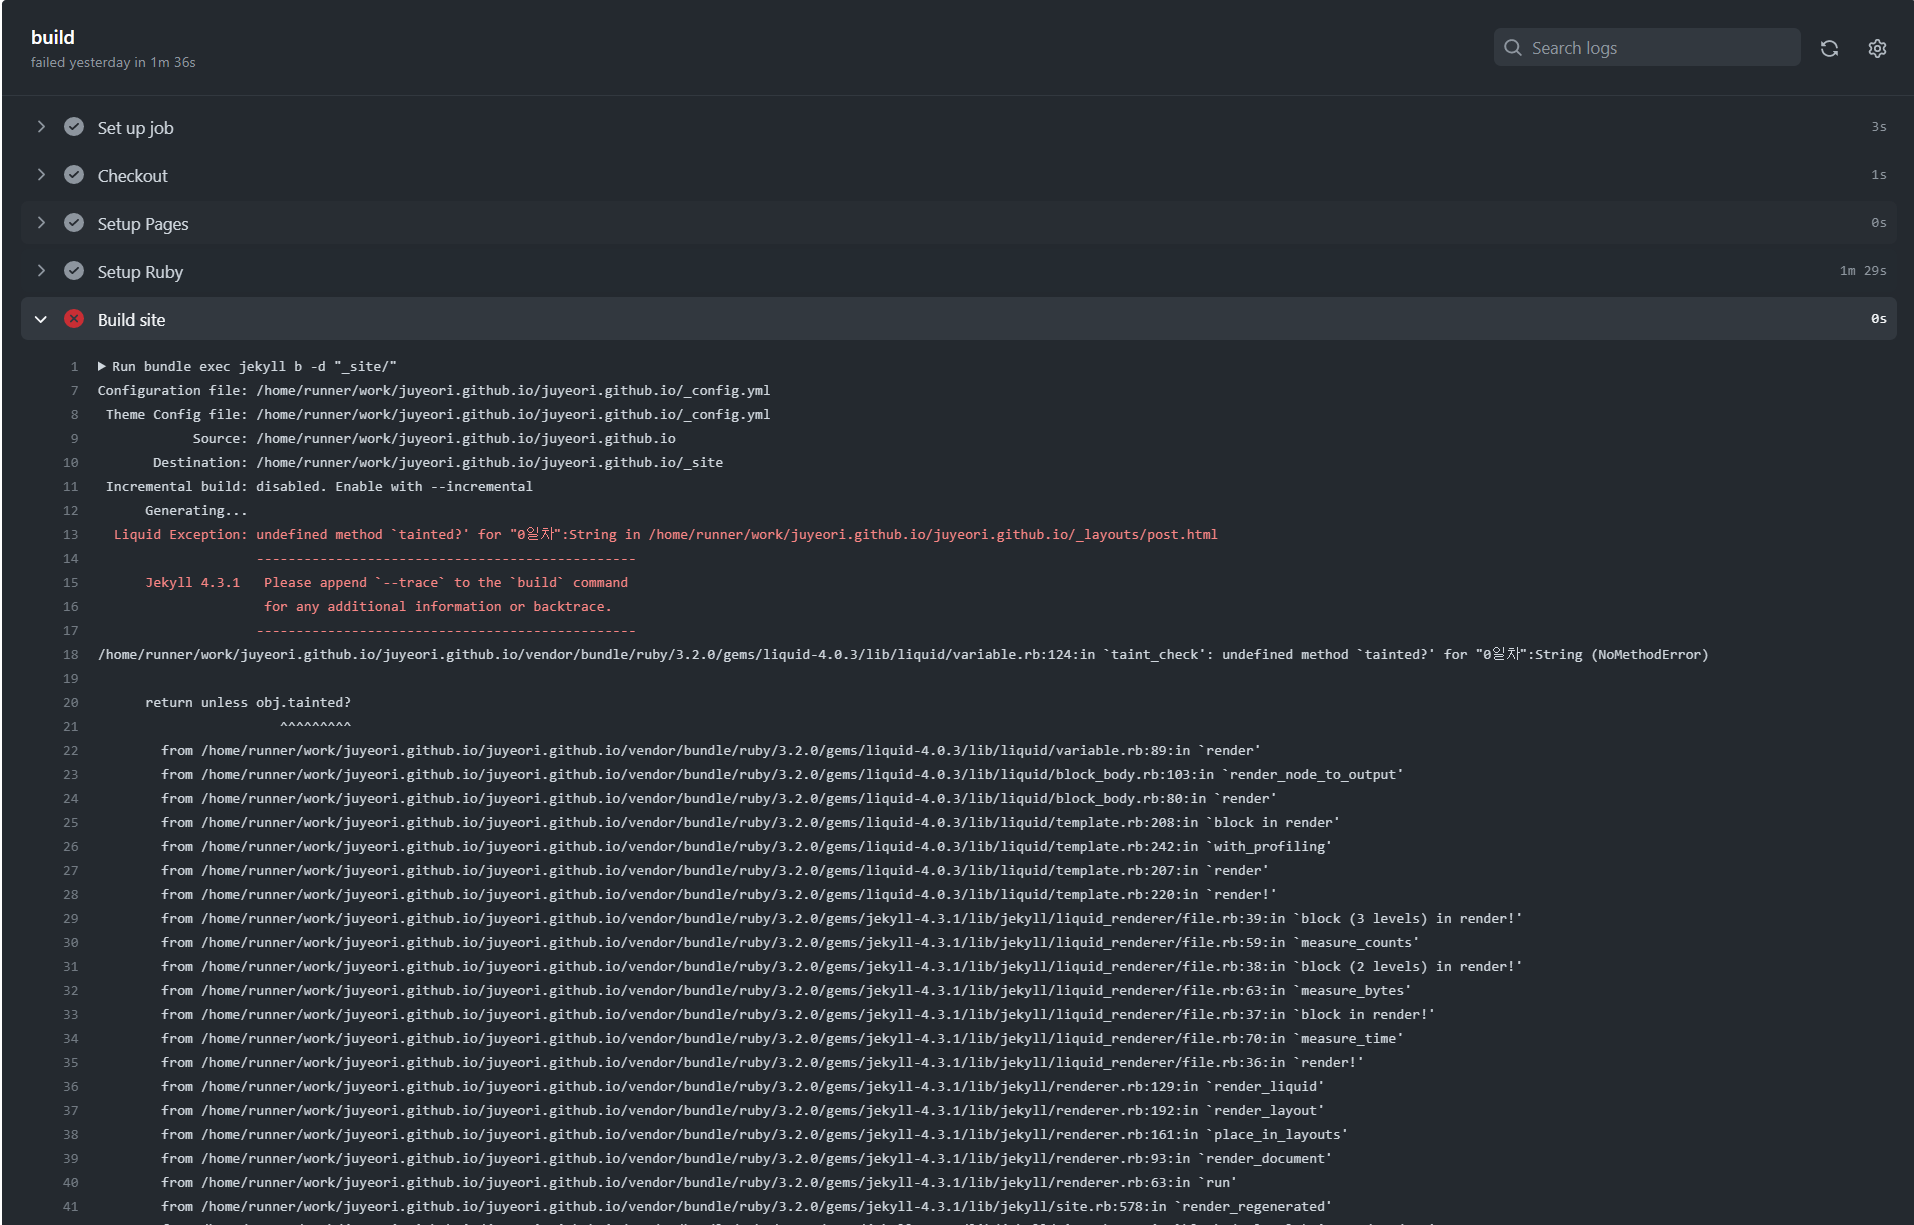 build
failed yesterday in 1m 36s
Search logs
Set up job 3s
Checkout 1s
Setup Pages 0s
Setup Ruby 1m 29s
Build site 0s
1 Run bundle exec jekyll b -d "_site/"
7 Configuration file: /home/runner/work/juyeori.github.io/juyeori.github.io/_config.yml
8 Theme Config file: /home/runner/work/juyeori.github.io/juyeori.github.io/_config.yml
9 Source: /home/runner/work/juyeori.github.io/juyeori.github.io
10 Destination: /home/runner/work/juyeori.github.io/juyeori.github.io/_site
11 Incremental build: disabled. Enable with --incremental
12 Generating...
13 Liquid Exception: undefined method `tainted?' for "0일차":String in /home/runner/work/juyeori.github.io/juyeori.github.io/_layouts/post.html
14 ------------------------------------------------
15 Jekyll 4.3.1 Please append `--trace` to the `build` command
16 for any additional information or backtrace.
17 ------------------------------------------------
18 /home/runner/work/juyeori.github.io/juyeori.github.io/vendor/bundle/ruby/3.2.0/gems/liquid-4.0.3/lib/liquid/variable.rb:124:in `taint_check': undefined method `tainted?' for "0일차":String (NoMethodError)
19
20 return unless obj.tainted?
21 ^^^^^^^^^
22 from /home/runner/work/juyeori.github.io/juyeori.github.io/vendor/bundle/ruby/3.2.0/gems/liquid-4.0.3/lib/liquid/variable.rb:89:in `render'
23 from /home/runner/work/juyeori.github.io/juyeori.github.io/vendor/bundle/ruby/3.2.0/gems/liquid-4.0.3/lib/liquid/block_body.rb:103:in `render_node_to_output'
24 from /home/runner/work/juyeori.github.io/juyeori.github.io/vendor/bundle/ruby/3.2.0/gems/liquid-4.0.3/lib/liquid/block_body.rb:80:in `render'
25 from /home/runner/work/juyeori.github.io/juyeori.github.io/vendor/bundle/ruby/3.2.0/gems/liquid-4.0.3/lib/liquid/template.rb:208:in `block in render'
26 from /home/runner/work/juyeori.github.io/juyeori.github.io/vendor/bundle/ruby/3.2.0/gems/liquid-4.0.3/lib/liquid/template.rb:242:in `with_profiling'
27 from /home/runner/work/juyeori.github.io/juyeori.github.io/vendor/bundle/ruby/3.2.0/gems/liquid-4.0.3/lib/liquid/template.rb:207:in `render'
28 from /home/runner/work/juyeori.github.io/juyeori.github.io/vendor/bundle/ruby/3.2.0/gems/liquid-4.0.3/lib/liquid/template.rb:220:in `render!'
29 from /home/runner/work/juyeori.github.io/juyeori.github.io/vendor/bundle/ruby/3.2.0/gems/jekyll-4.3.1/lib/jekyll/liquid_renderer/file.rb:39:in `block (3 levels) in render!'
30 from /home/runner/work/juyeori.github.io/juyeori.github.io/vendor/bundle/ruby/3.2.0/gems/jekyll-4.3.1/lib/jekyll/liquid_renderer/file.rb:59:in `measure_counts'
31 from /home/runner/work/juyeori.github.io/juyeori.github.io/vendor/bundle/ruby/3.2.0/gems/jekyll-4.3.1/lib/jekyll/liquid_renderer/file.rb:38:in `block (2 levels) in render!'
32 from /home/runner/work/juyeori.github.io/juyeori.github.io/vendor/bundle/ruby/3.2.0/gems/jekyll-4.3.1/lib/jekyll/liquid_renderer/file.rb:63:in `measure_bytes'
33 from /home/runner/work/juyeori.github.io/juyeori.github.io/vendor/bundle/ruby/3.2.0/gems/jekyll-4.3.1/lib/jekyll/liquid_renderer/file.rb:37:in `block in render!'
34 from /home/runner/work/juyeori.github.io/juyeori.github.io/vendor/bundle/ruby/3.2.0/gems/jekyll-4.3.1/lib/jekyll/liquid_renderer/file.rb:70:in `measure_time'
35 from /home/runner/work/juyeori.github.io/juyeori.github.io/vendor/bundle/ruby/3.2.0/gems/jekyll-4.3.1/lib/jekyll/liquid_renderer/file.rb:36:in `render!'
36 from /home/runner/work/juyeori.github.io/juyeori.github.io/vendor/bundle/ruby/3.2.0/gems/jekyll-4.3.1/lib/jekyll/renderer.rb:129:in `render_liquid'
37 from /home/runner/work/juyeori.github.io/juyeori.github.io/vendor/bundle/ruby/3.2.0/gems/jekyll-4.3.1/lib/jekyll/renderer.rb:192:in `render_layout'
38 from /home/runner/work/juyeori.github.io/juyeori.github.io/vendor/bundle/ruby/3.2.0/gems/jekyll-4.3.1/lib/jekyll/renderer.rb:161:in `place_in_layouts'
39 from /home/runner/work/juyeori.github.io/juyeori.github.io/vendor/bundle/ruby/3.2.0/gems/jekyll-4.3.1/lib/jekyll/renderer.rb:93:in `render_document'
40 from /home/runner/work/juyeori.github.io/juyeori.github.io/vendor/bundle/ruby/3.2.0/gems/jekyll-4.3.1/lib/jekyll/renderer.rb:63:in `run'
41 from /home/runner/work/juyeori.github.io/juyeori.github.io/vendor/bundle/ruby/3.2.0/gems/jekyll-4.3.1/lib/jekyll/site.rb:578:in `render_regenerated'